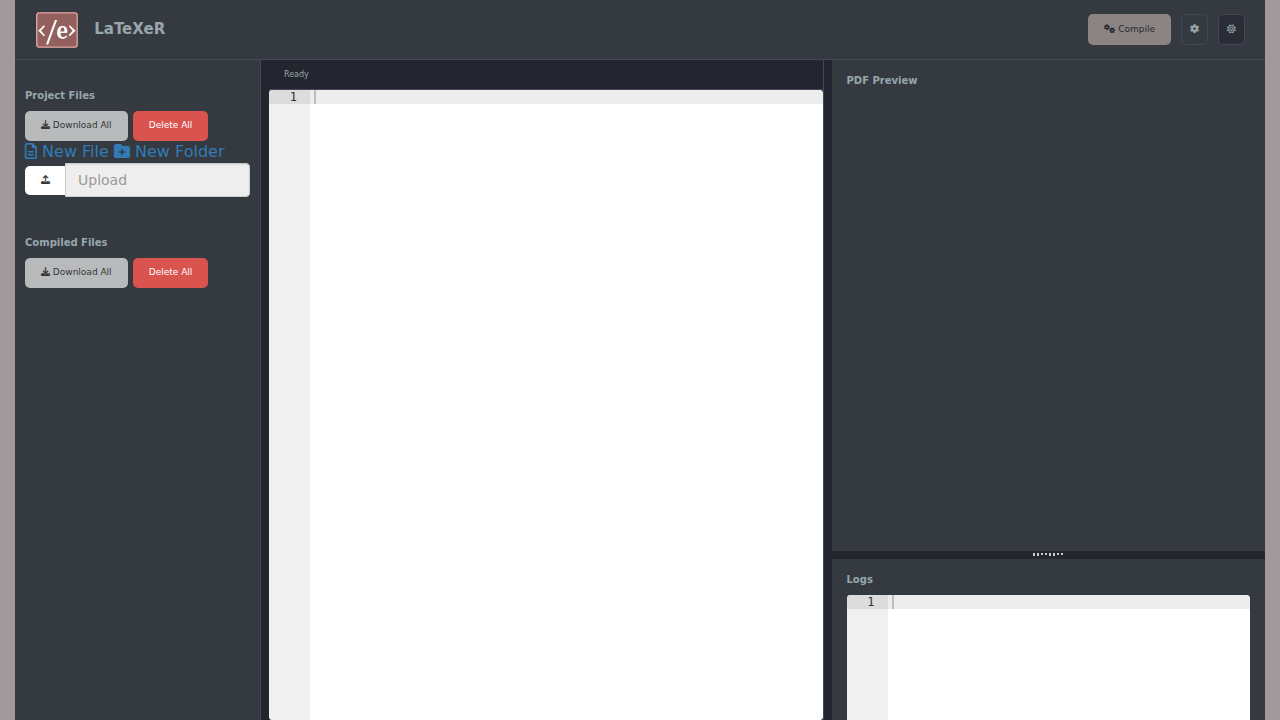 </e> LaTeXeR
Compile
Project Files
Download All Delete All
New File New Folder
Upload
Compiled Files
Download All Delete All
Ready
1
PDF Preview
Logs
1